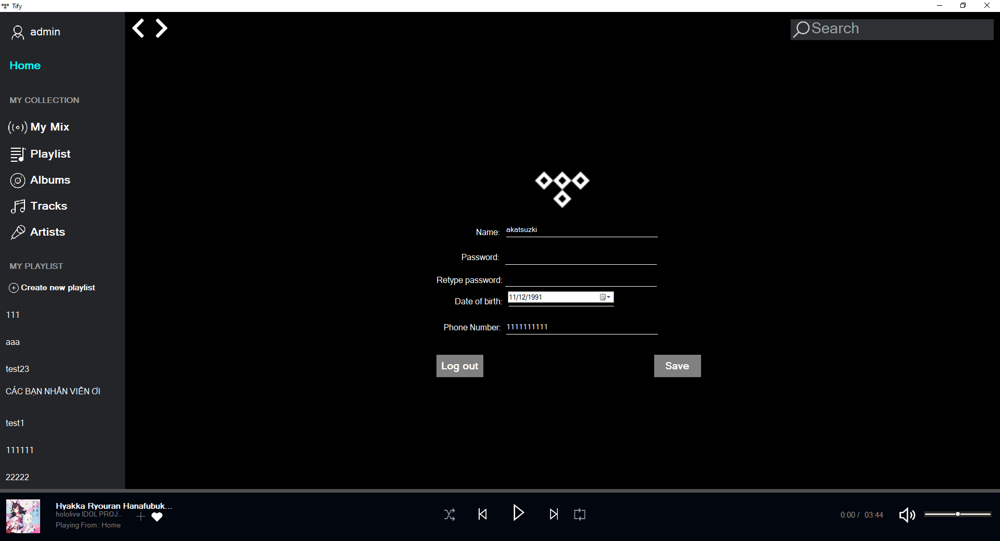 Tify
admin
Search
Home
MY COLLECTION
My Mix
Playlist
Albums
Tracks
Artists
MY PLAYLIST
Create new playlist
111
aaa
test23
CÁC BẠN NHÂN VIÊN ƠI
test1
111111
22222
Name: akatsuzki
Password:
Retype password:
Date of birth: 11/12/1991
Phone Number: 1111111111
Log out
Save
Hyakka Ryouran Hanafubuk...
hololive IDOL PROJ...
Playing From : Home
0:00 / 03:44